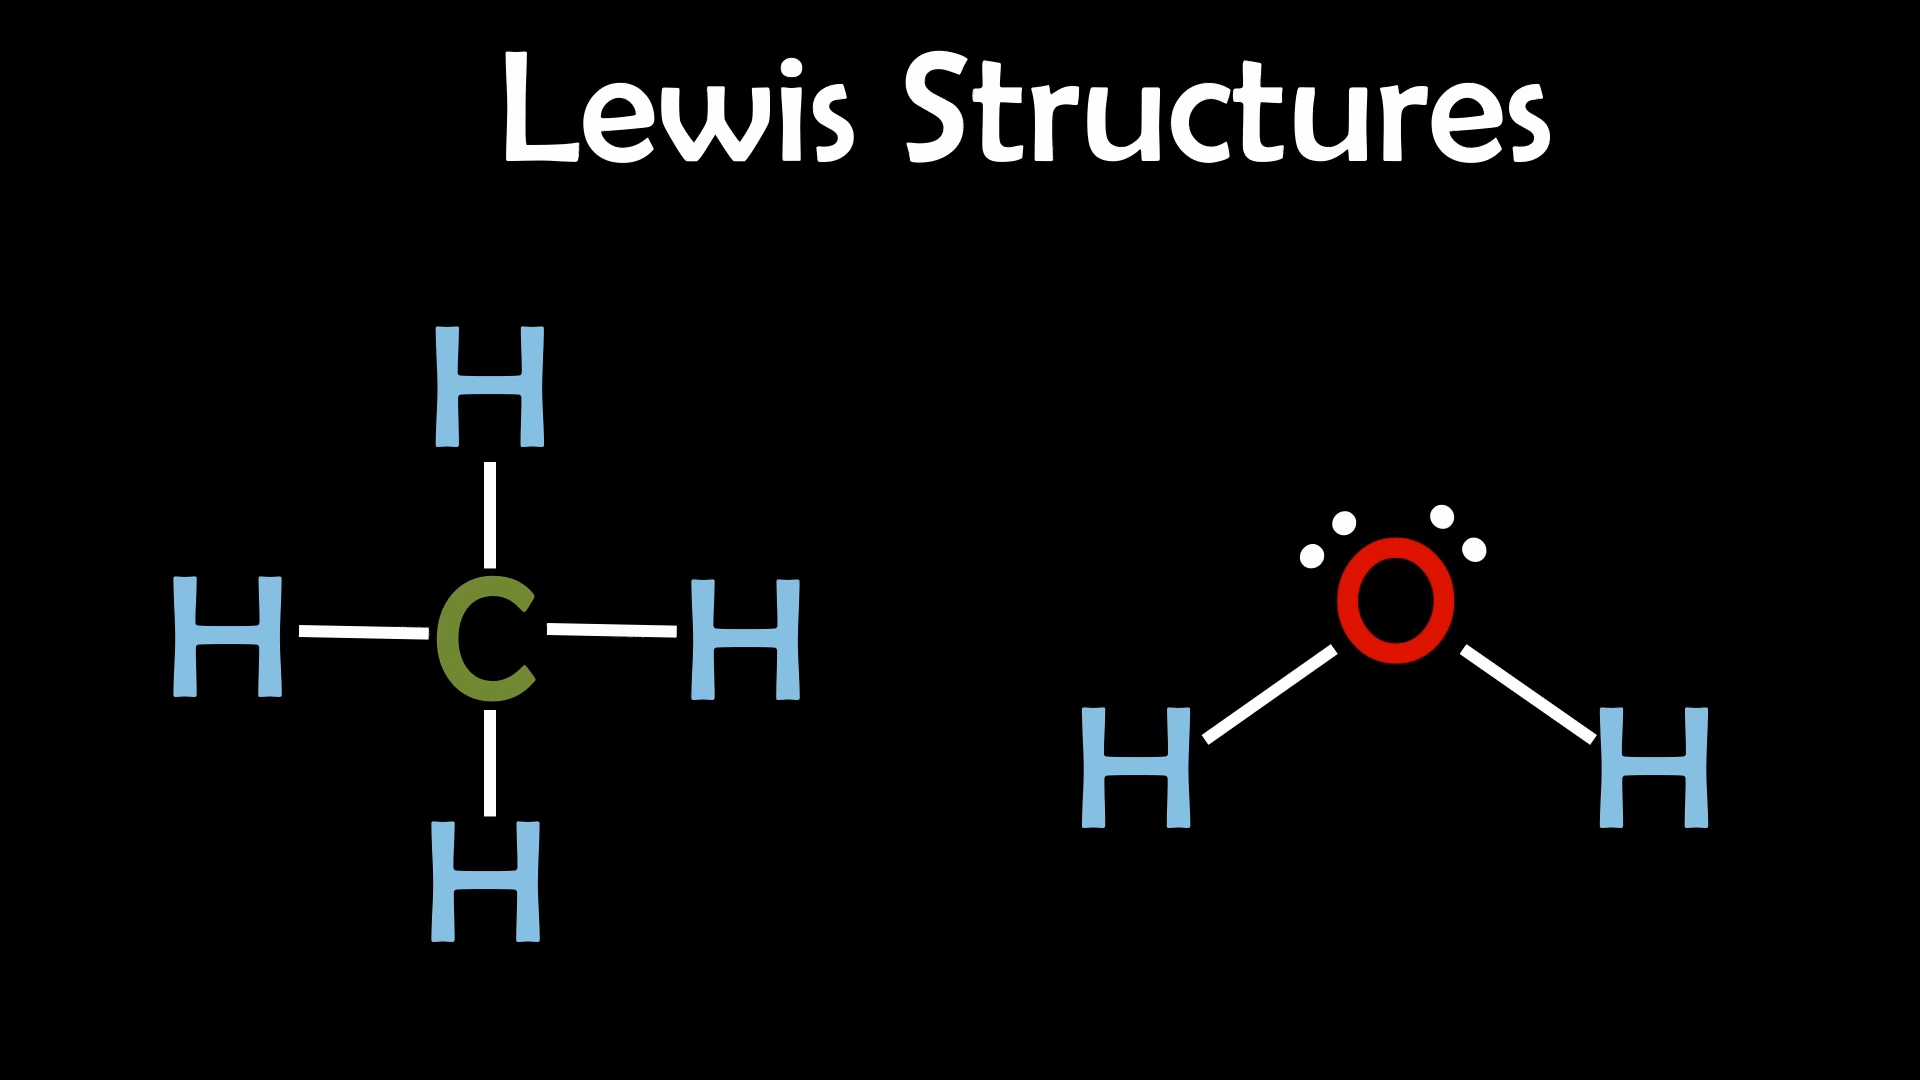 Lewis Structures
H
H C H
H
O
H H